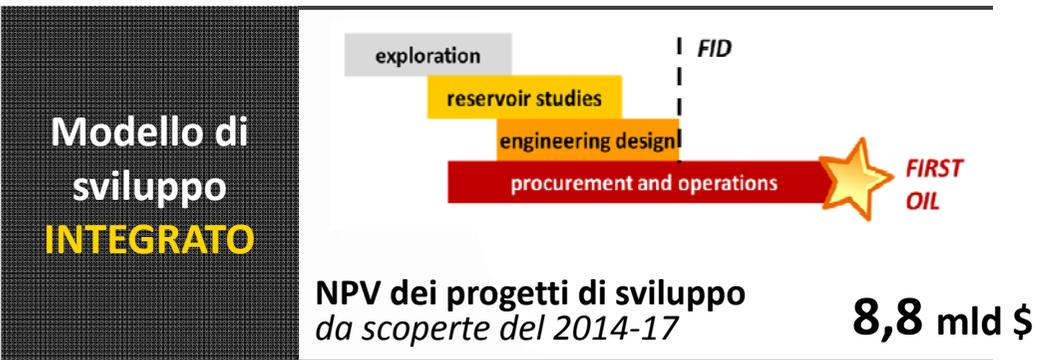 Modello di
sviluppo
INTEGRATO
exploration
FID
reservoir studies
engineering design
procurement and operations
FIRST
OIL
NPV dei progetti di sviluppo
da scoperte del 2014-17
8,8 mld $